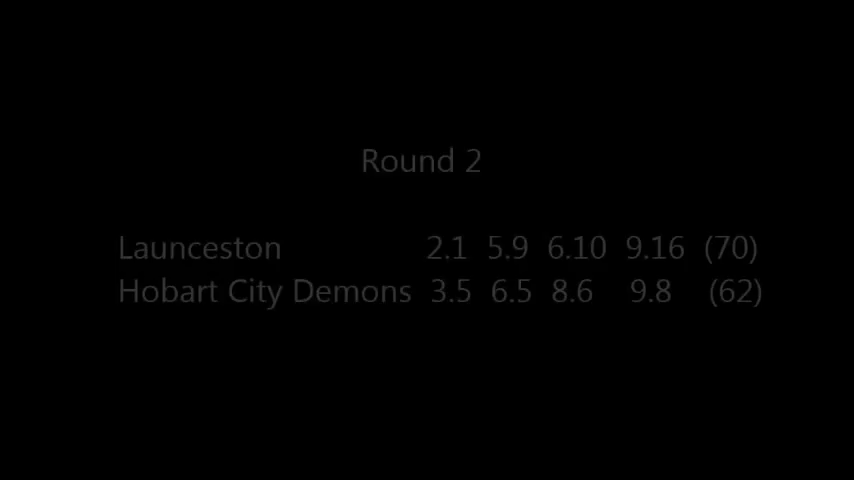 Round 2
Launceston 2.1 5.9 6.10 9.16 (70)
Hobart City Demons 3.5 6.5 8.6 9.8 (62)